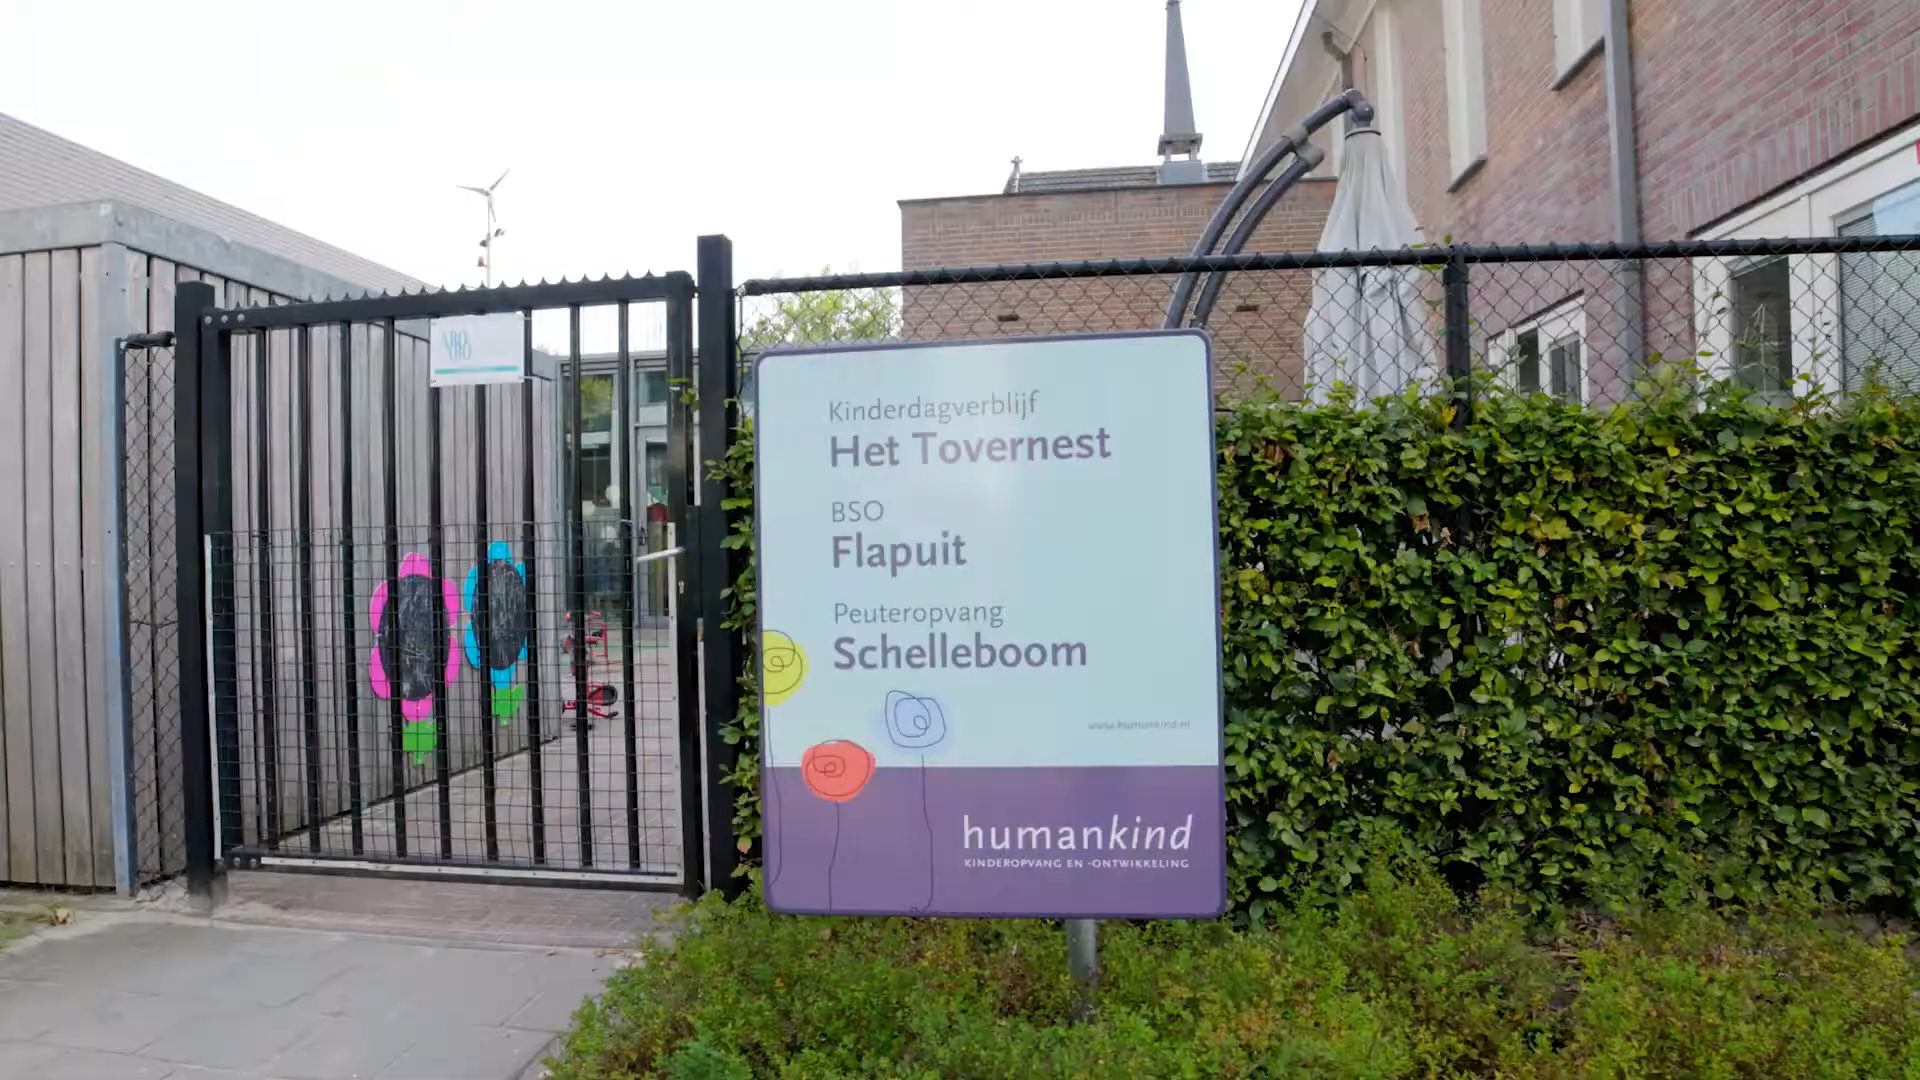 Kinderdagverblijf
Het Tovernest
BSO
Flapuit
Peuteropvang
Schelleboom
www.humankind.nl
humankind
KINDEROPVANG EN -ONTWIKKELING